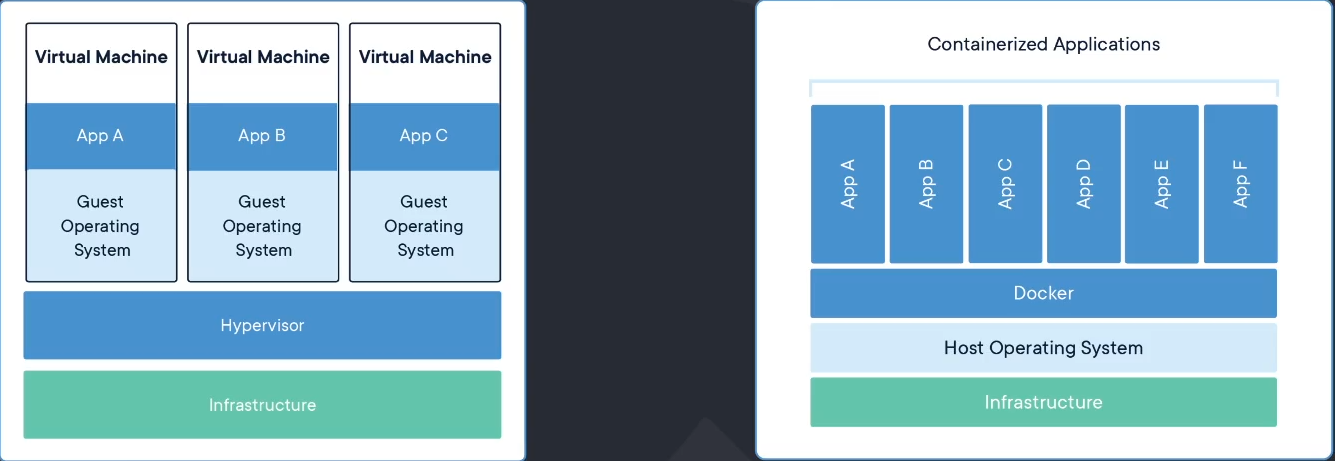 Virtual Machine
Virtual Machine
Virtual Machine
App A
App B
App C
Guest
Operating
System
Guest
Operating
System
Guest
Operating
System
Hypervisor
Infrastructure
Containerized Applications
App A
App B
App C
App D
App E
App F
Docker
Host Operating System
Infrastructure